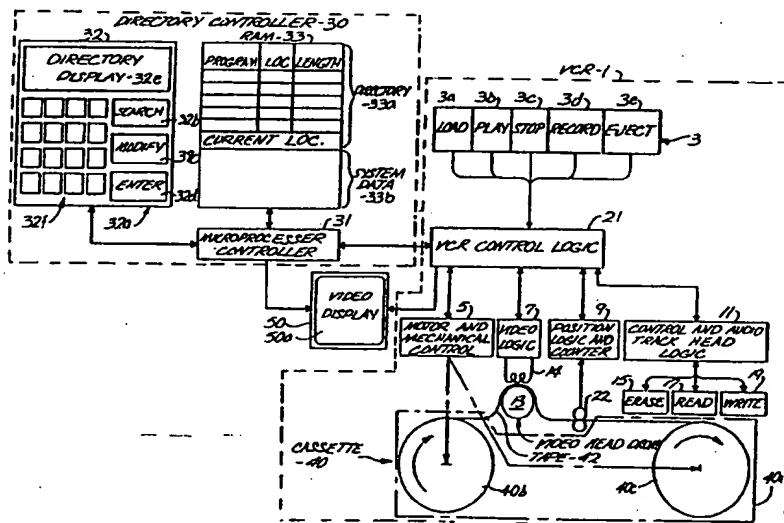 DIRECTORY CONTROLLER-30
32
DIRECTORY
DISPLAY-32e
SEARCH
32b
MODIFY
32c
ENTER
32d
32f
32a
RAM-33
PROGRAM LOC LENGTH
CURRENT LOC.
DIRECTORY
-33a
SYSTEM
DATA-33b
31
MICROPROCESSER
CONTROLLER
VIDEO
DISPLAY
50
50a
VCR-1
3a 3b 3c 3d 3e
LOAD PLAY STOP RECORD EJECT
3
21
VCR CONTROL LOGIC
5
MOTOR AND
MECHANICAL
CONTROL
7
VIDEO
LOGIC
9
POSITION
LOGIC AND
COUNTER
11
CONTROL AND AUDIO
TRACK HEAD
LOGIC
14
13
22
15
ERASE
17
READ
19
WRITE
VIDEO HEAD DRUM
TAPE-42
CASSETTE
-40
40b
40c
40a